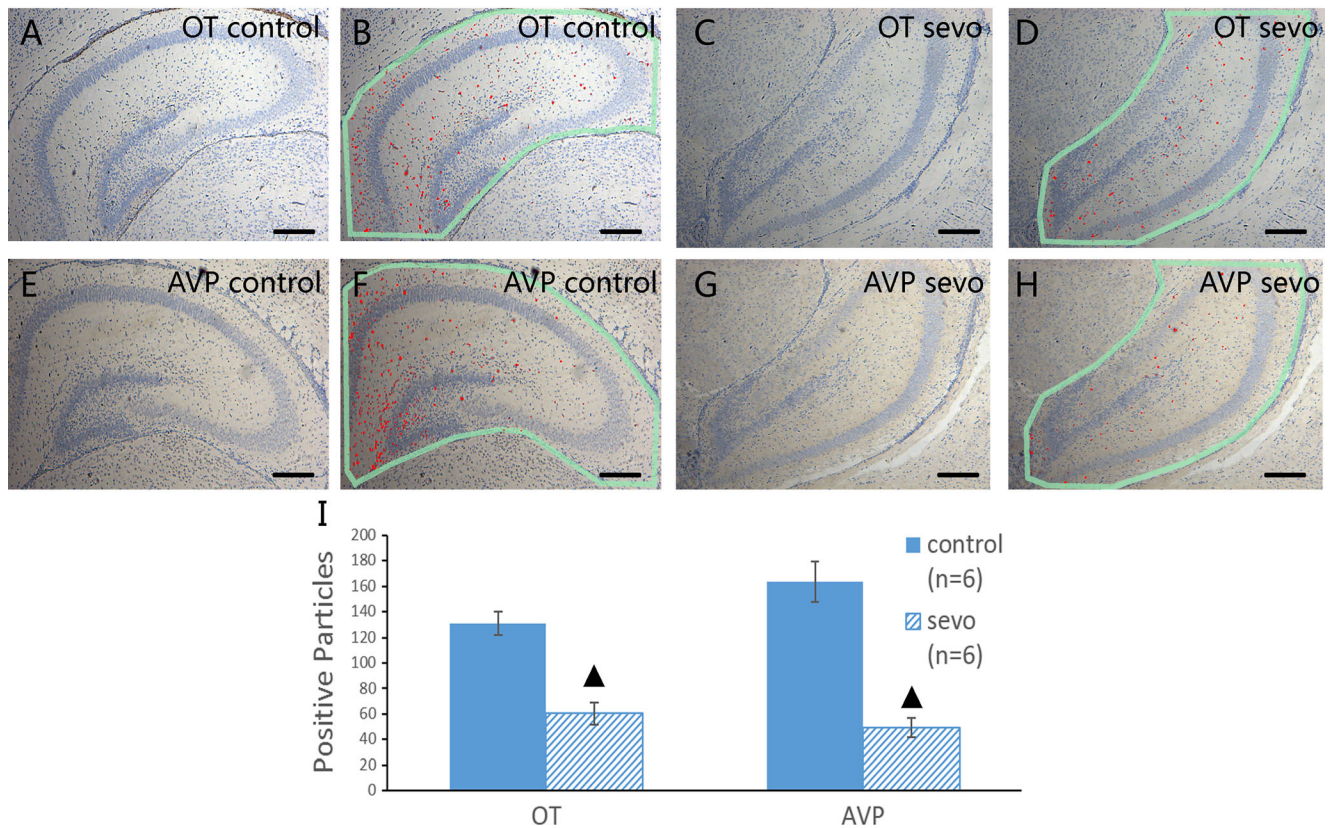 A OT control
B OT control
C OT sevo
D OT sevo
E AVP control
F AVP control
G AVP sevo
H AVP sevo
I
Positive Particles
200
180
160
140
120
100
80
60
40
20
0
OT
AVP
control
(n=6)
sevo
(n=6)